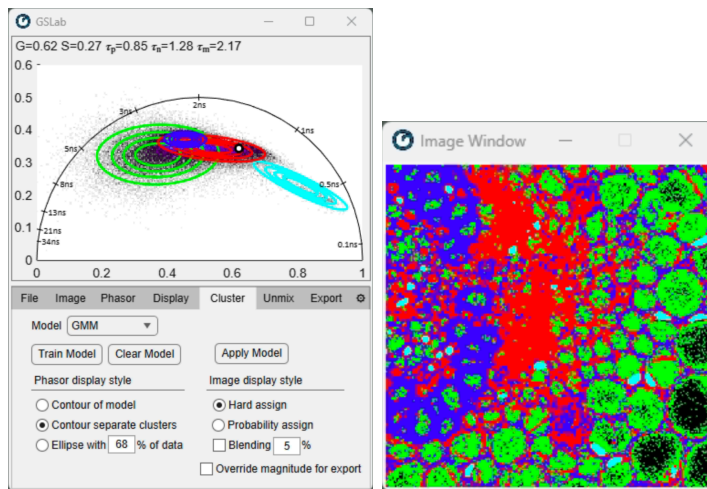 GSLab
G=0.62 S=0.27 τp=0.85 τn=1.28 τm=2.17
0.6
0.5
0.4
0.3
0.2
0.1
0
0 0.2 0.4 0.6 0.8 1
0.1ns
0.5ns
1ns
2ns
3ns
5ns
8ns
13ns
21ns
34ns
File Image Phasor Display Cluster Unmix Export
Model GMM
Train Model Clear Model Apply Model
Phasor display style Image display style
Contour of model Hard assign
Contour separate clusters Probability assign
Ellipse with 68 % of data Blending 5 %
Override magnitude for export
Image Window